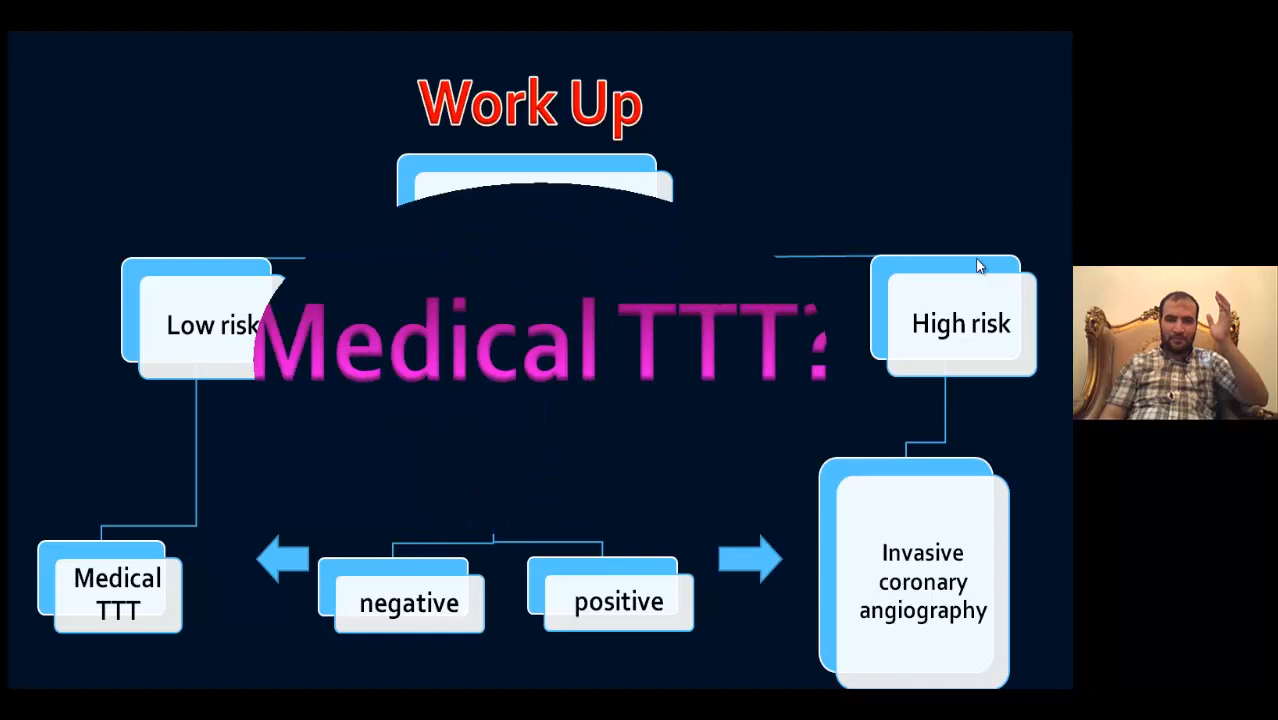 Work Up
Low risk
Medical TTT?
High risk
Medical
TTT
negative
positive
Invasive
coronary
angiography